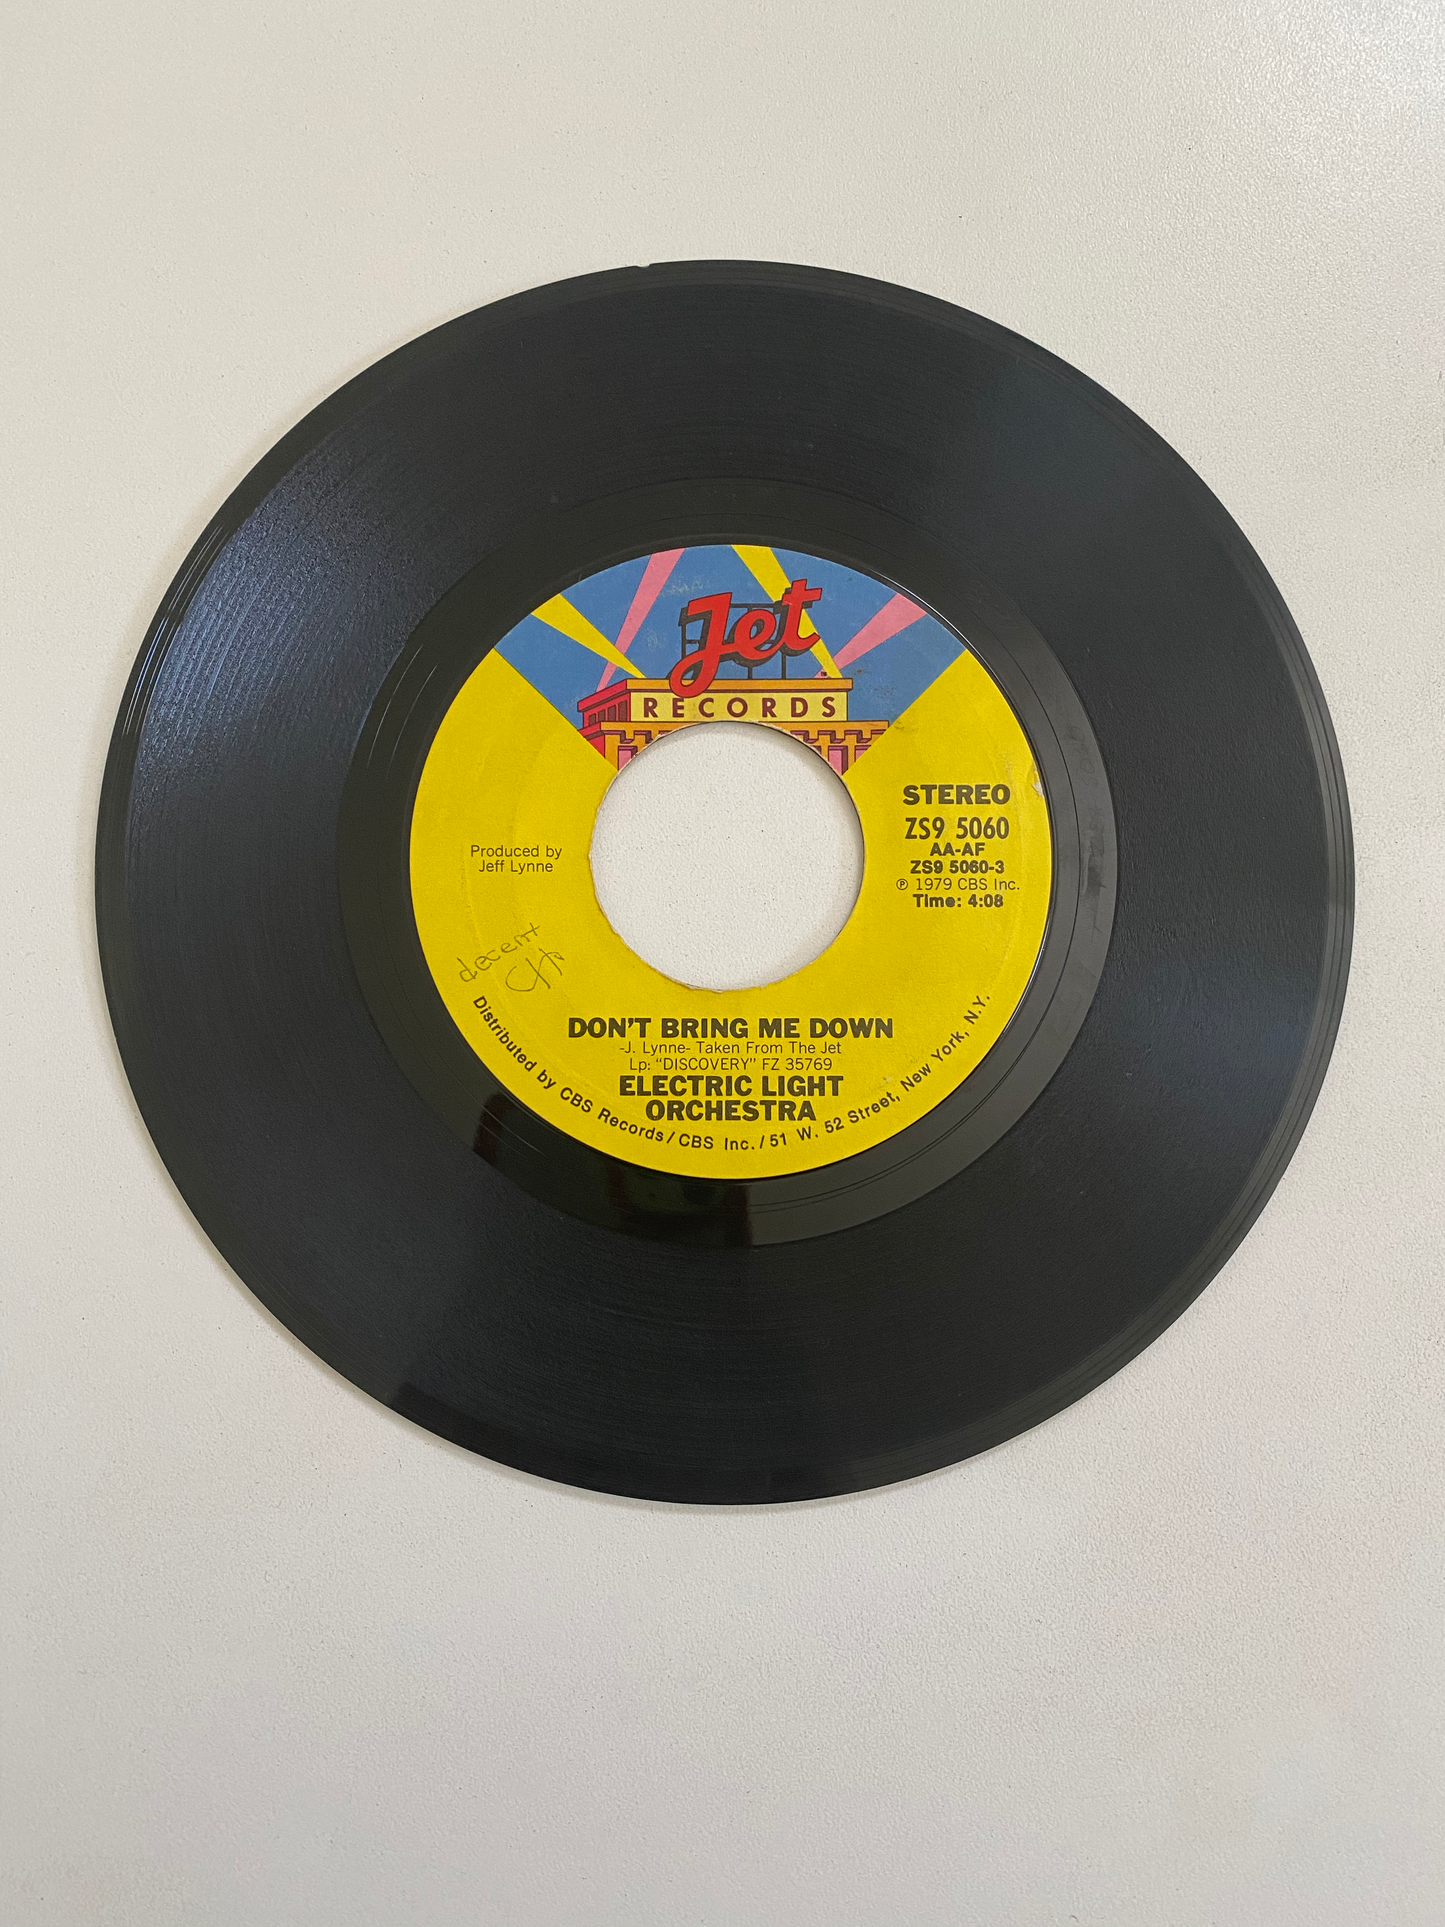 Jet
RECORDS
STEREO
ZS9 5060
AA-AF
ZS9 5060-3
℗ 1979 CBS Inc.
Time: 4:08
Produced by
Jeff Lynne
decent
DON'T BRING ME DOWN
-J. Lynne- Taken From The Jet
Lp: "DISCOVERY" FZ 35769
ELECTRIC LIGHT
ORCHESTRA
Distributed by CBS Records/CBS Inc./51 W. 52 Street, New York, N.Y.